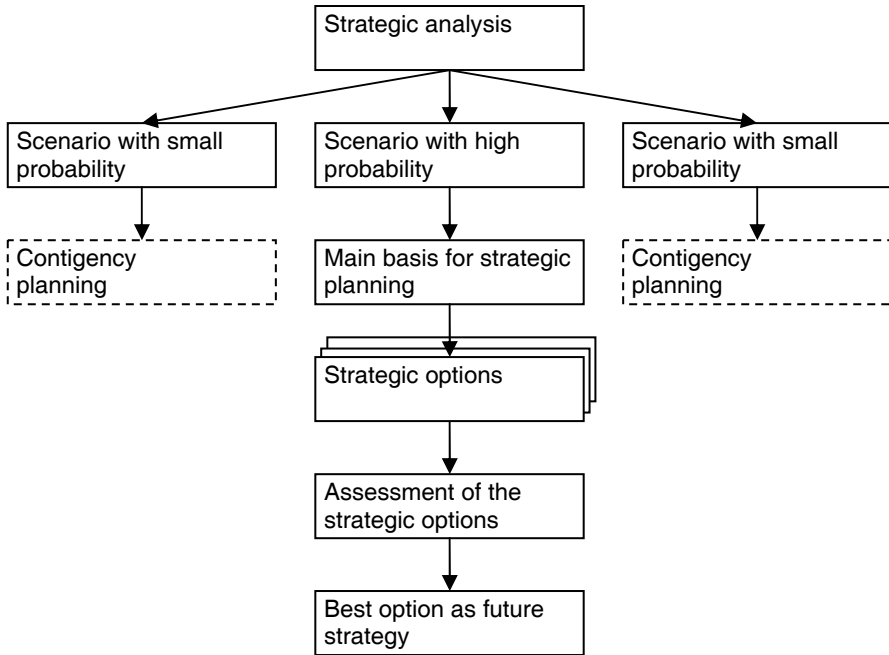 Strategic analysis
Scenario with small
probability
Scenario with high
probability
Scenario with small
probability
Contigency
planning
Main basis for strategic
planning
Contigency
planning
Strategic options
Assessment of the
strategic options
Best option as future
strategy